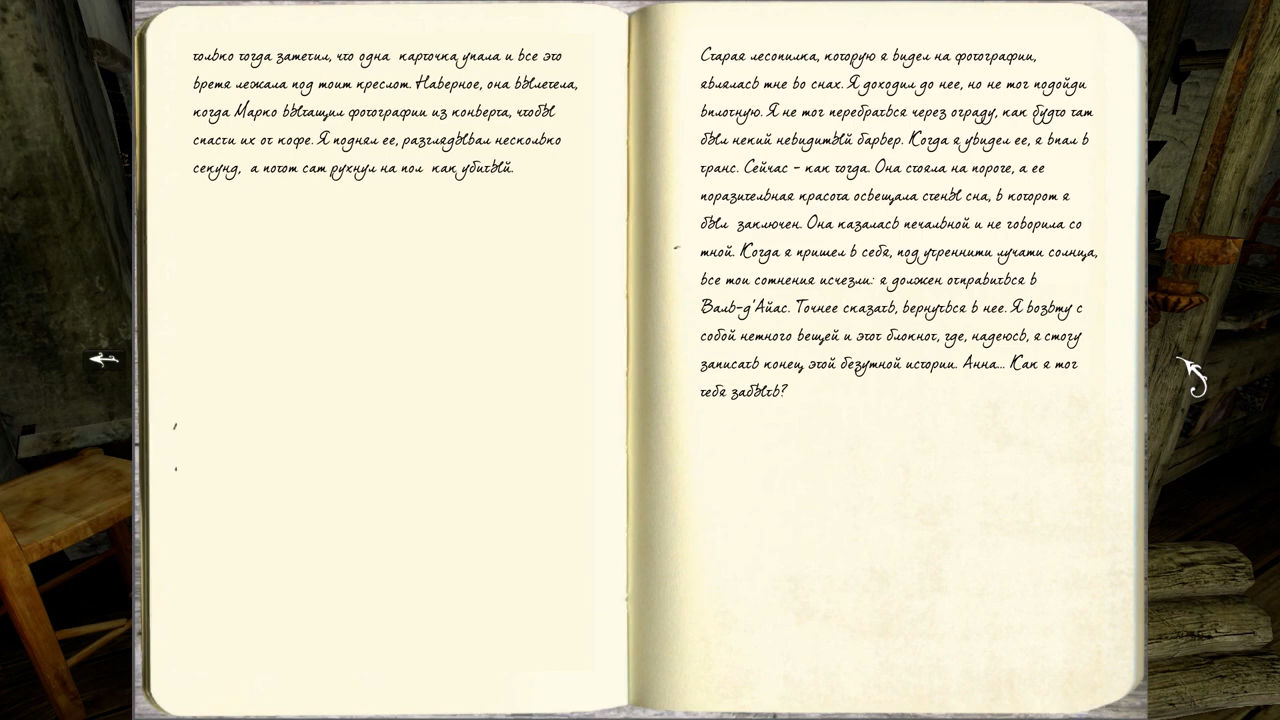 только тогда заметил, что одна карточка упала и все это
время лежала под моим креслом. Наверное, она вылетела,
когда Марко вытащил фотографии из конверта, чтобы
спасти их от кофе. Я поднял ее, разглядывал несколько
секунд, а потом сам рухнул на пол как убитый.
Старая лесопилка, которую я видел на фотографии,
являлась мне во снах. Я доходил до нее, но не мог подойди
вплотную. Я не мог перебраться через ограду, как будто там
был некий невидимый барьер. Когда я увидел ее, я впал в
транс. Сейчас - как тогда. Она стояла на пороге, а ее
поразительная красота освещала стены сна, в котором я
был заключен. Она казалась печальной и не говорила со
мной. Когда я пришел в себя, под утренними лучами солнца,
все мои сомнения исчезли: я должен отправиться в
Валь-д'Айас. Точнее сказать, вернуться в нее. Я возьму с
собой немного вещей и этот блокнот, где, надеюсь, я смогу
записать конец этой безумной истории. Анна... Как я мог
тебя забыть?